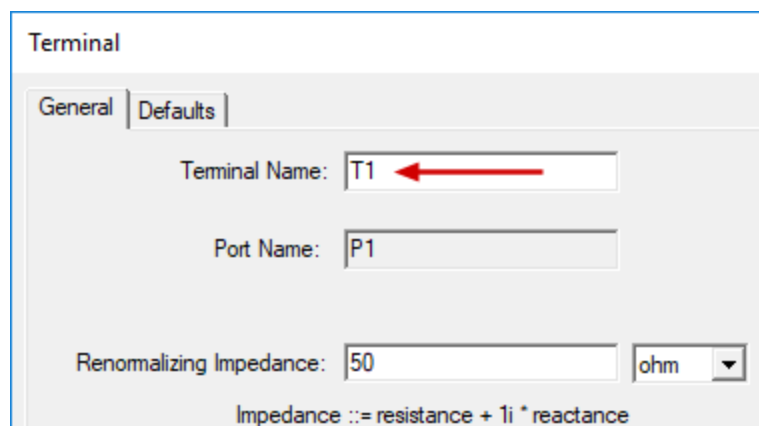 Terminal
General Defaults
Terminal Name: T1
Port Name: P1
Renormalizing Impedance: 50 ohm
Impedance ::= resistance + 1i * reactance